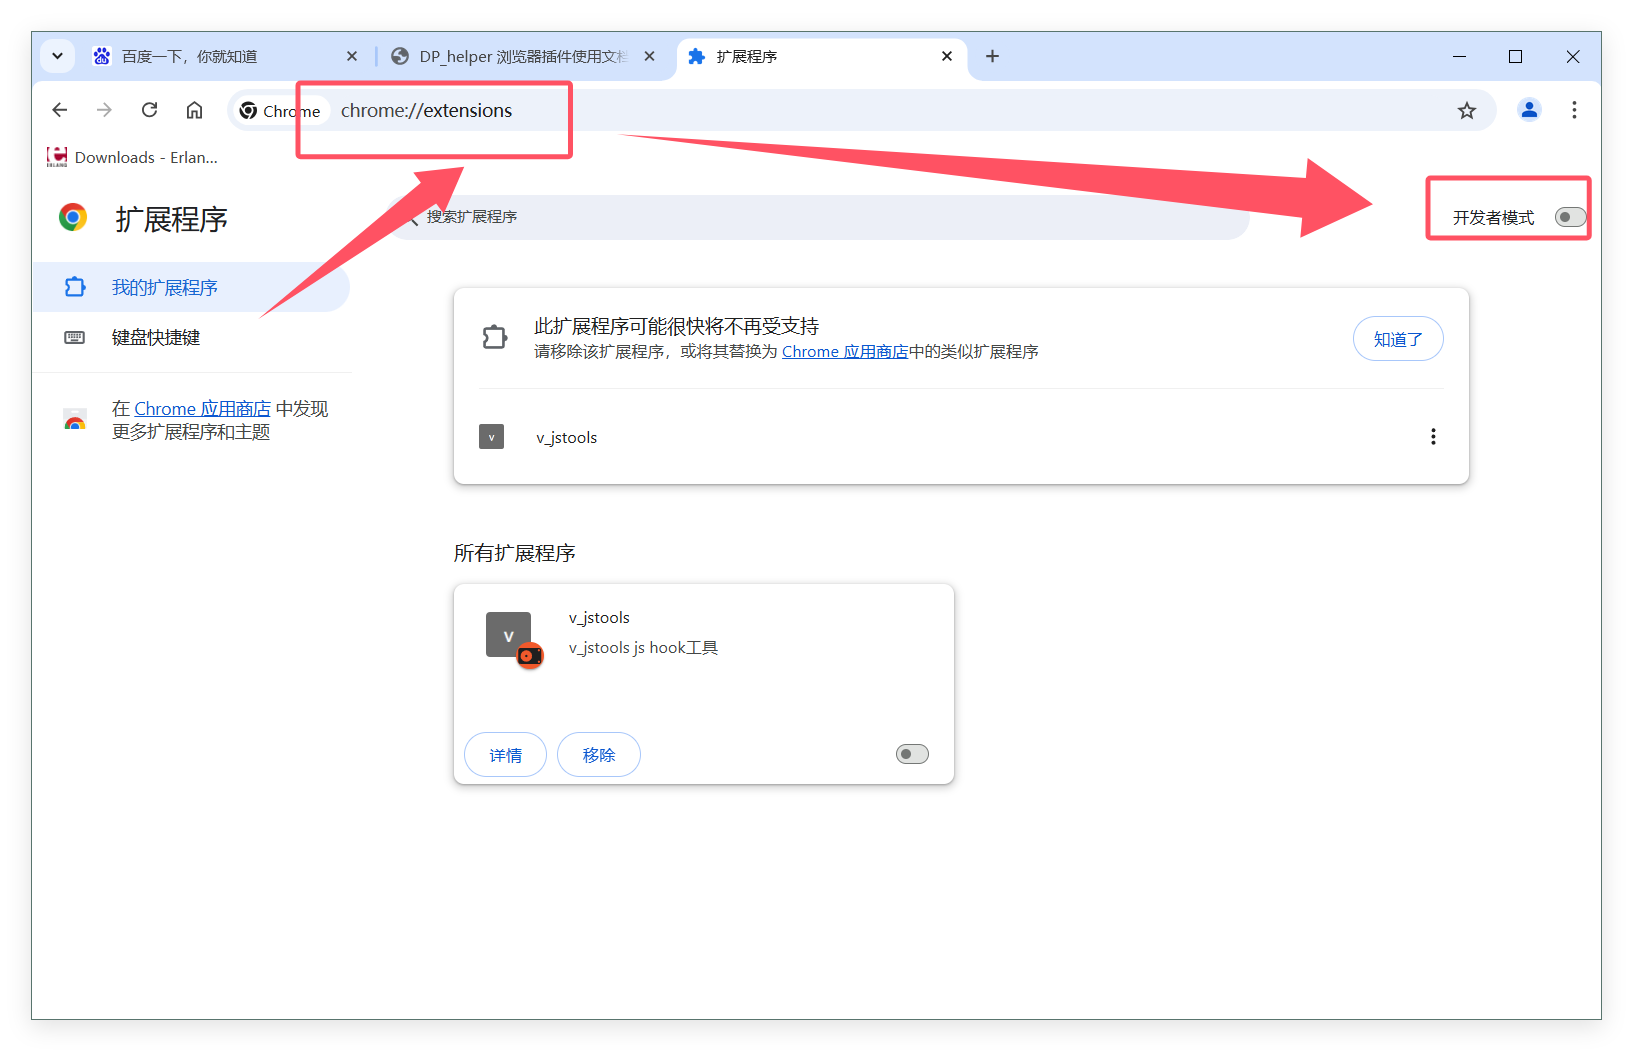 百度一下，你就知道
DP_helper 浏览器插件使用文档
扩展程序
Chrome
chrome://extensions
Downloads - Erlan...
扩展程序
搜索扩展程序
开发者模式
我的扩展程序
键盘快捷键
在 Chrome 应用商店 中发现
更多扩展程序和主题
此扩展程序可能很快将不再受支持
请移除该扩展程序，或将其替换为 Chrome 应用商店中的类似扩展程序
知道了
v
v_jstools
所有扩展程序
v
v_jstools
v_jstools js hook工具
详情
移除